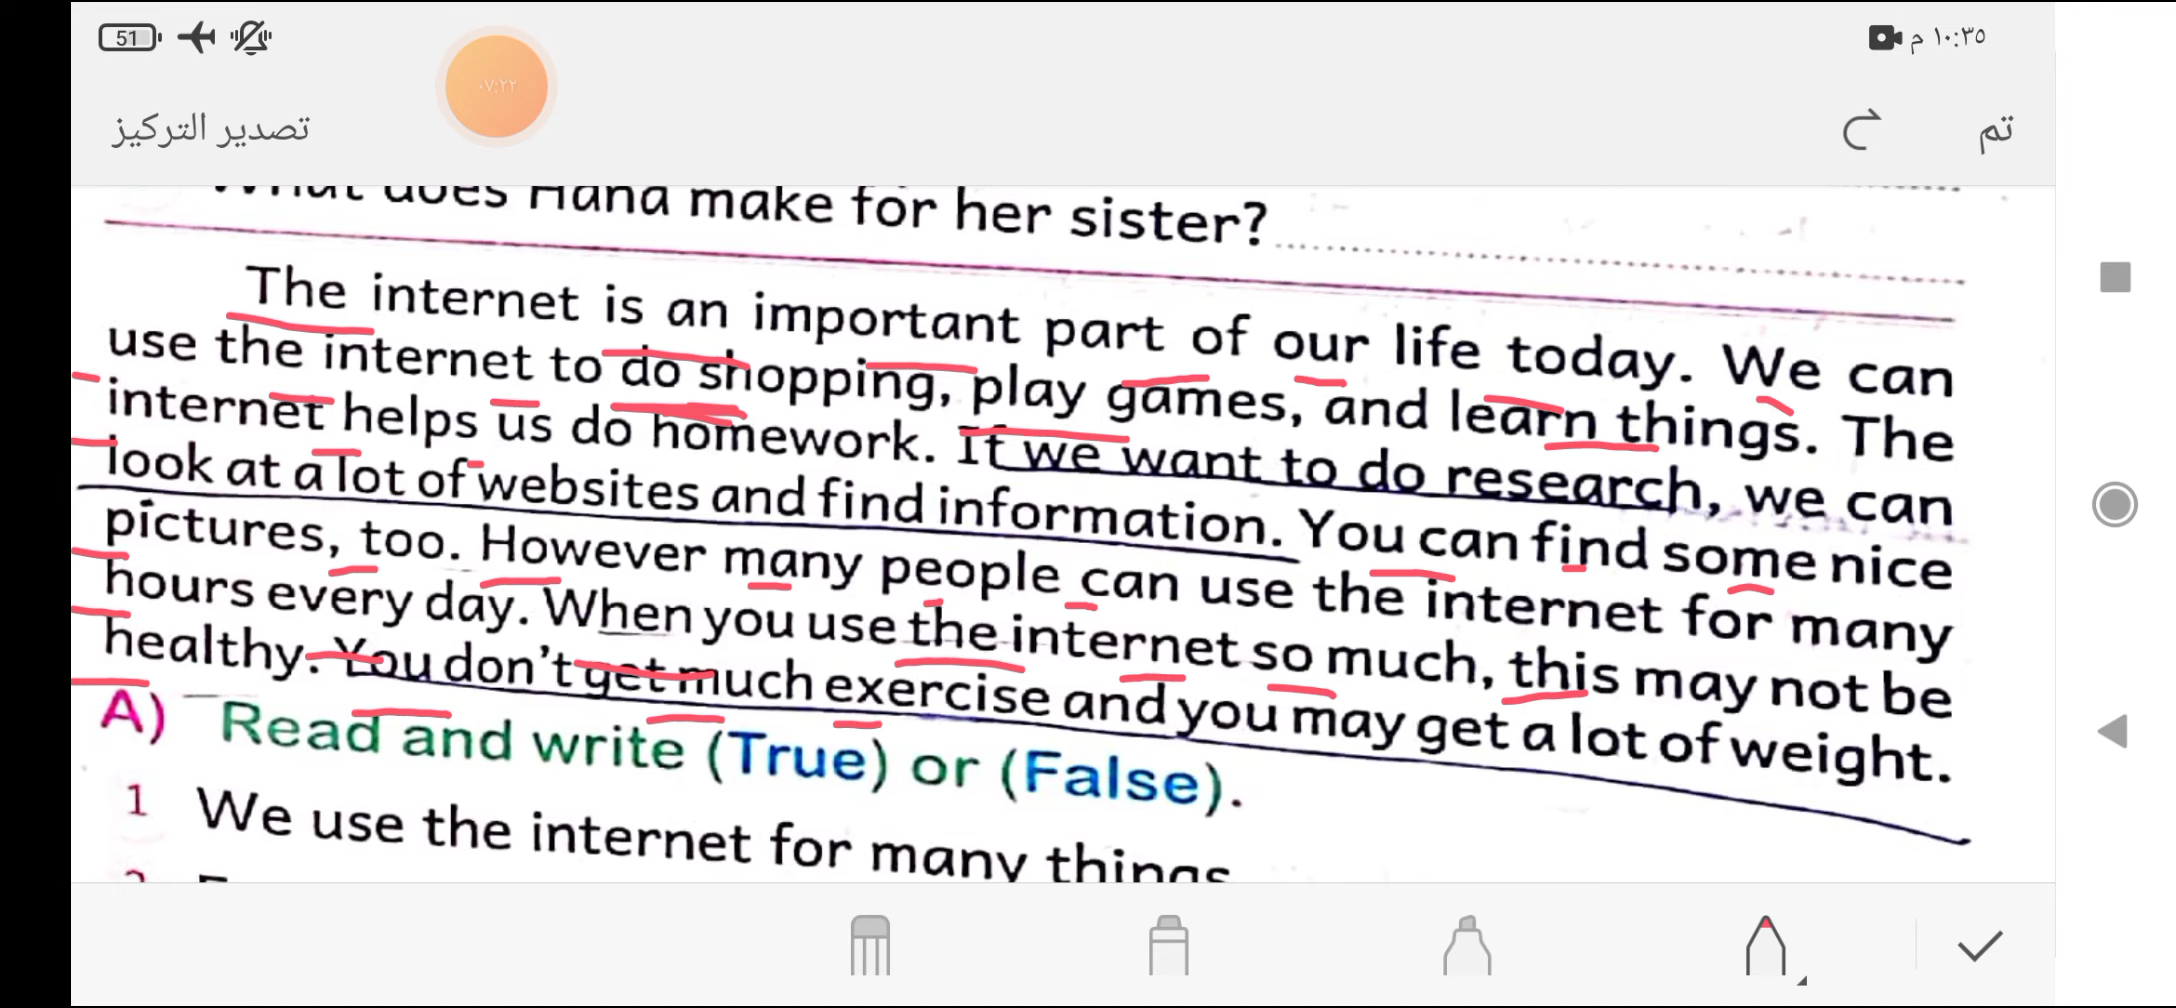 51
١٠:٣٥ م
٠٧:٢٢
تصدير التركيز
تم
What does Hana make for her sister?
The internet is an important part of our life today. We can
use the internet to do shopping, play games, and learn things. The
internet helps us do homework. If we want to do research, we can
look at a lot of websites and find information. You can find some nice
pictures, too. However many people can use the internet for many
hours every day. When you use the internet so much, this may not be
healthy. You don't get much exercise and you may get a lot of weight.
A) Read and write (True) or (False).
1 We use the internet for many things